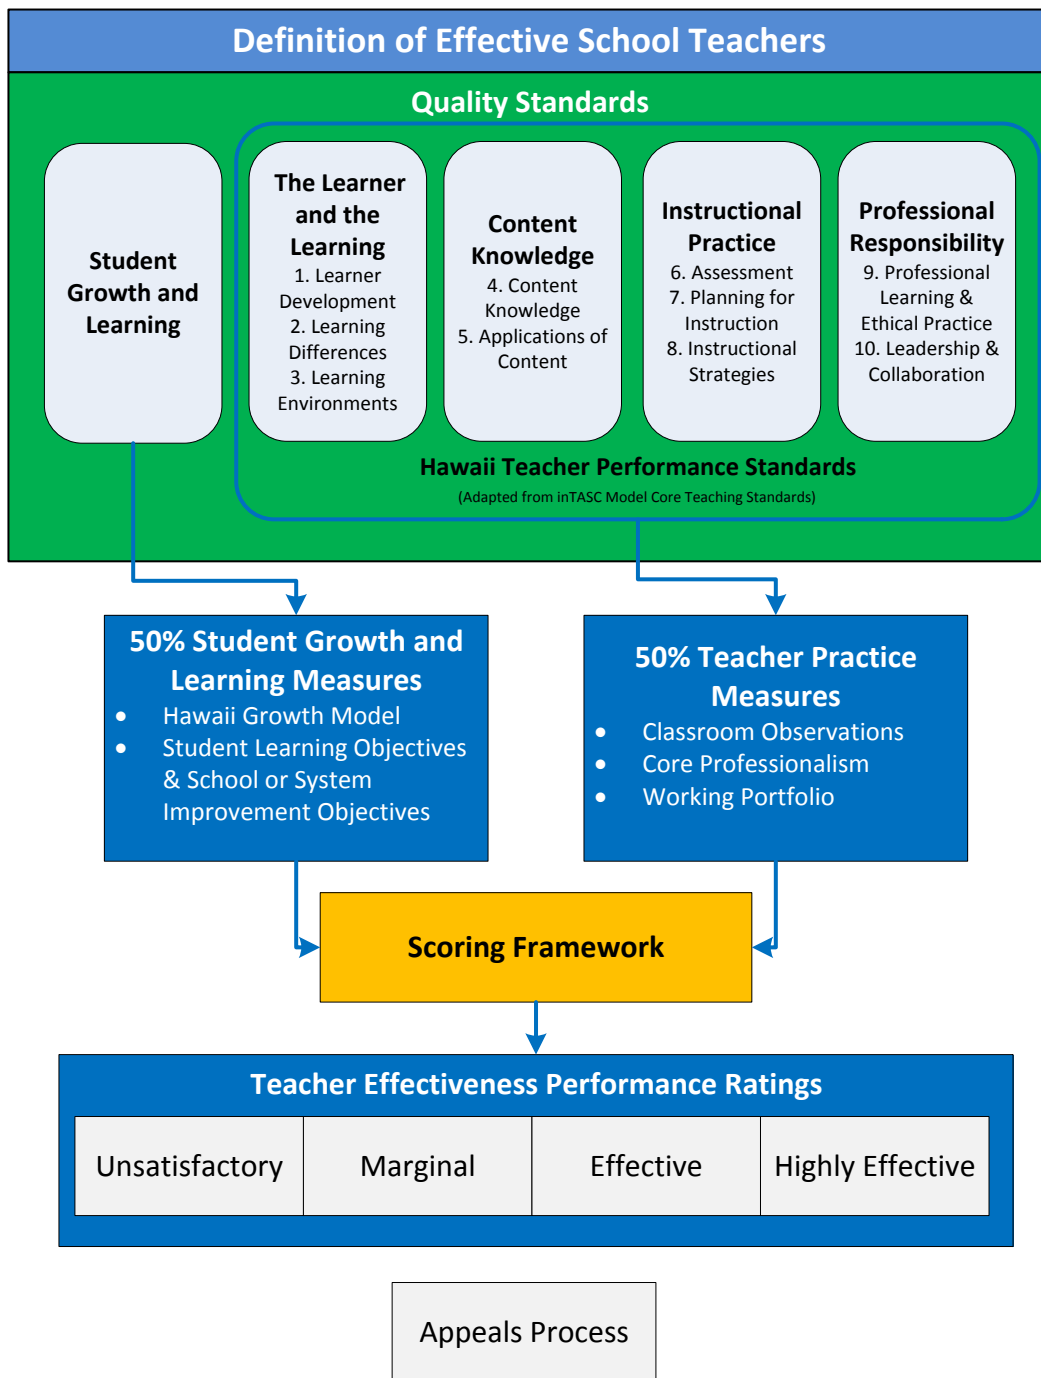 Definition of Effective School Teachers
Quality Standards
Student
Growth and
Learning
The Learner
and the
Learning
1. Learner
Development
2. Learning
Differences
3. Learning
Environments
Content
Knowledge
4. Content
Knowledge
5. Applications of
Content
Instructional
Practice
6. Assessment
7. Planning for
Instruction
8. Instructional
Strategies
Professional
Responsibility
9. Professional
Learning &
Ethical Practice
10. Leadership &
Collaboration
Hawaii Teacher Performance Standards
(Adapted from inTASC Model Core Teaching Standards)
50% Student Growth and
Learning Measures
• Hawaii Growth Model
• Student Learning Objectives
& School or System
Improvement Objectives
50% Teacher Practice
Measures
• Classroom Observations
• Core Professionalism
• Working Portfolio
Scoring Framework
Teacher Effectiveness Performance Ratings
Unsatisfactory
Marginal
Effective
Highly Effective
Appeals Process